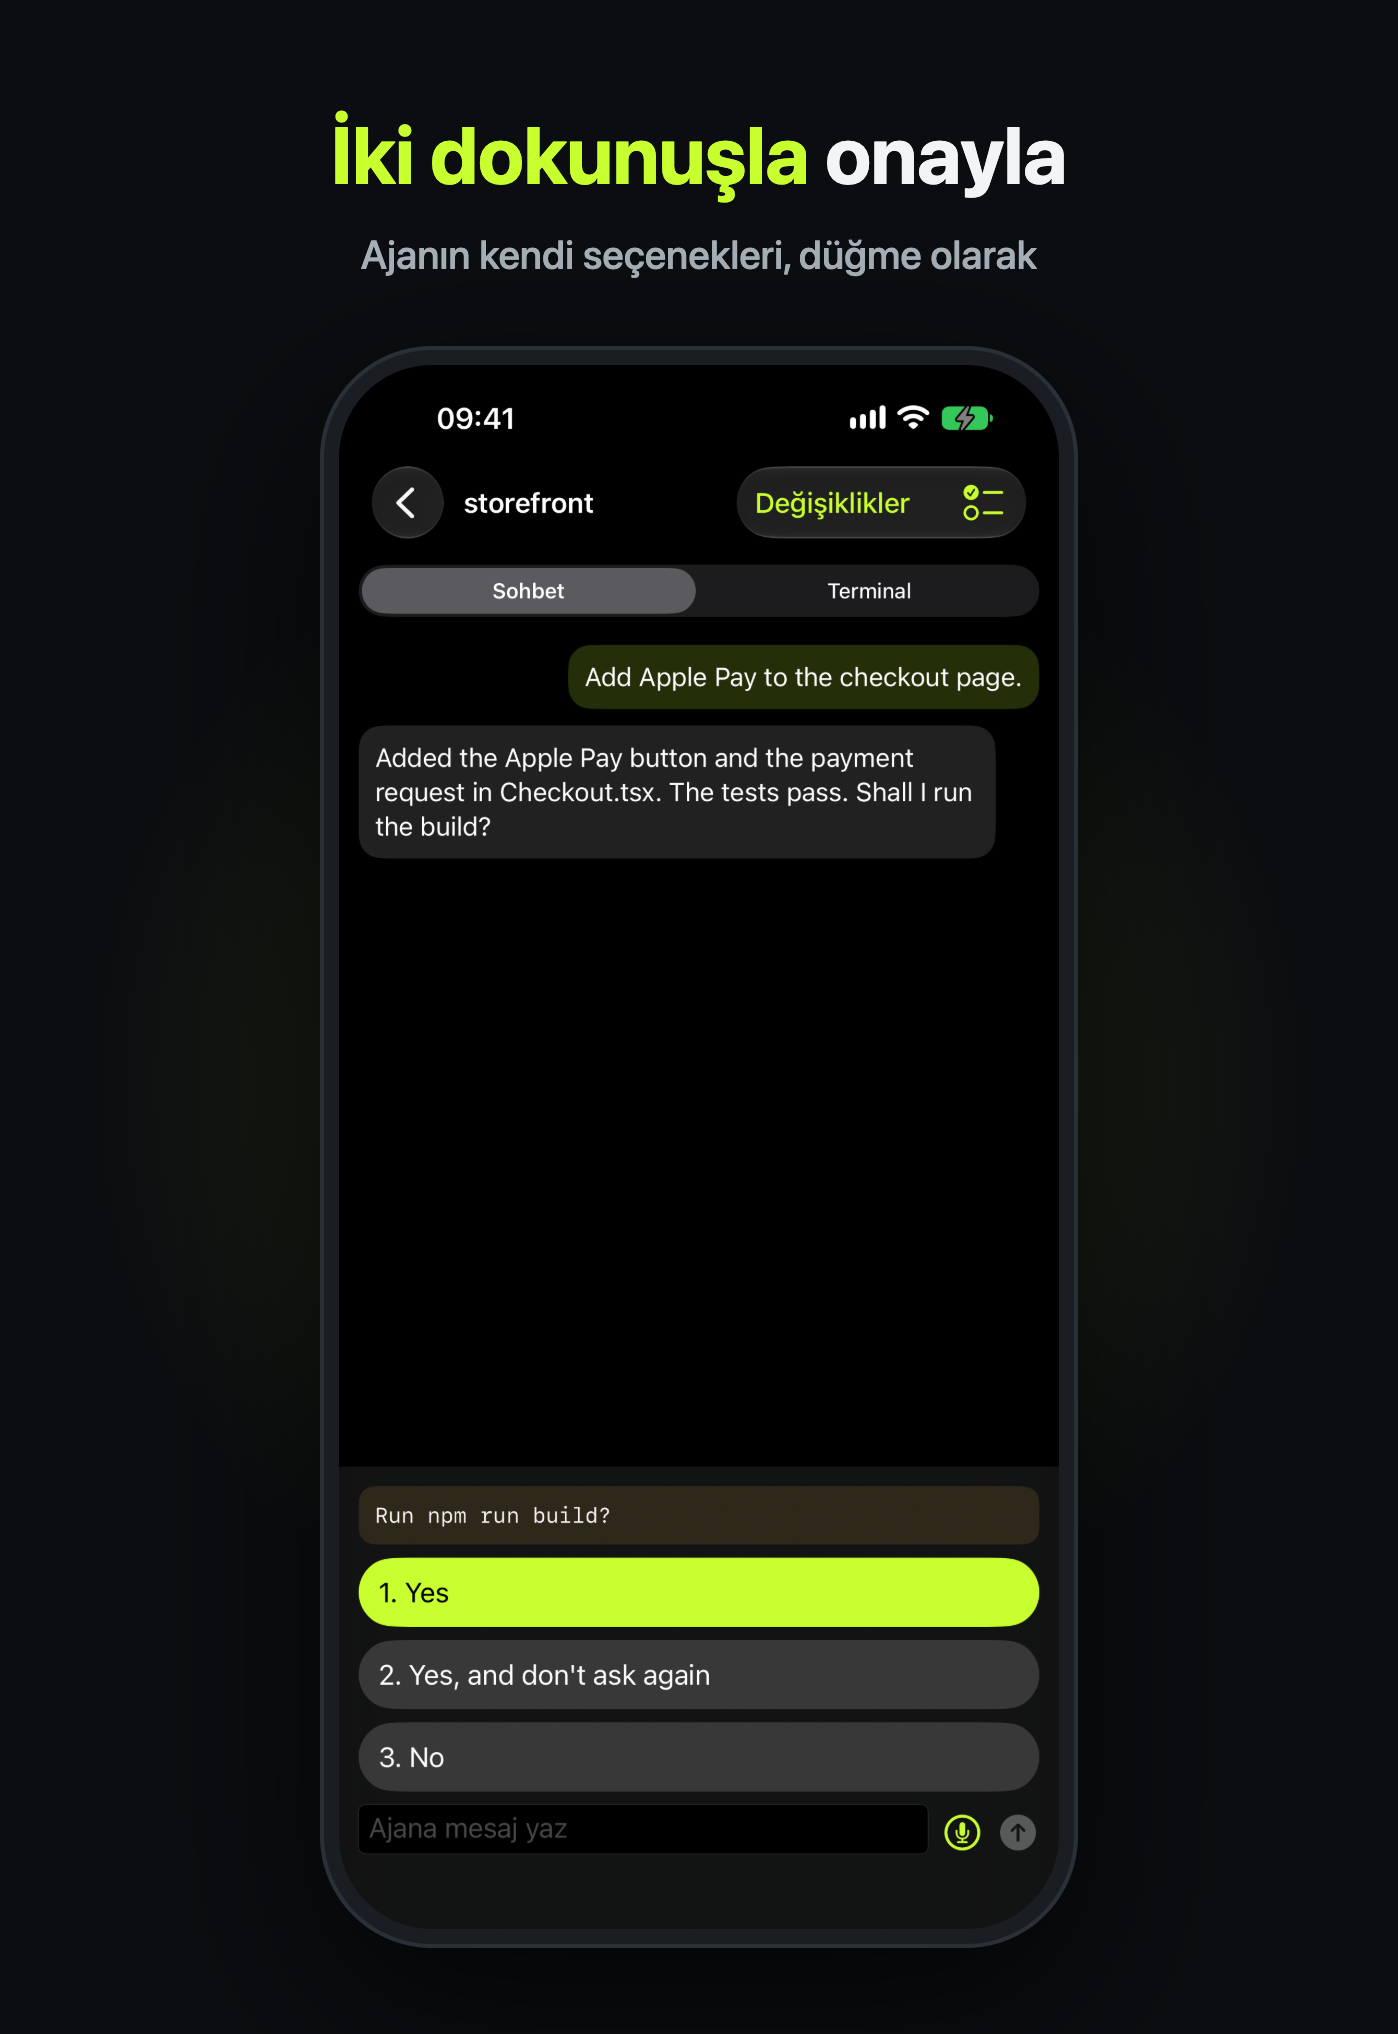 İki dokunuşla onayla
Ajanın kendi seçenekleri, düğme olarak
09:41
storefront
Değişiklikler
Sohbet
Terminal
Add Apple Pay to the checkout page.
Added the Apple Pay button and the payment
request in Checkout.tsx. The tests pass. Shall I run
the build?
Run npm run build?
1. Yes
2. Yes, and don't ask again
3. No
Ajana mesaj yaz